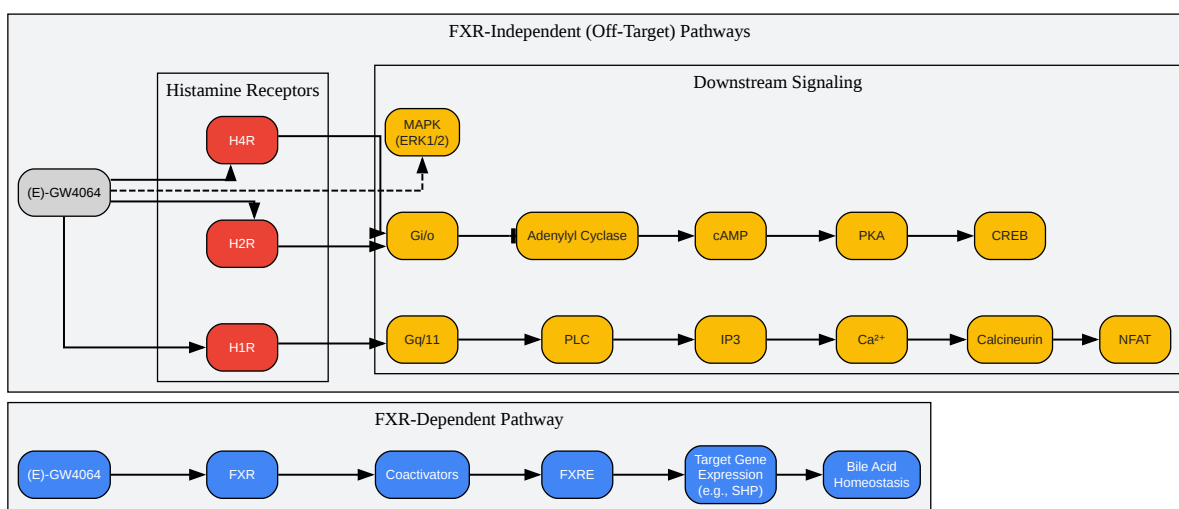 FXR-Independent (Off-Target) Pathways
Histamine Receptors
Downstream Signaling
MAPK
(ERK1/2)
H4R
(E)-GW4064
H2R
Gi/o
Adenylyl Cyclase
cAMP
PKA
CREB
H1R
Gq/11
PLC
IP3
Ca²⁺
Calcineurin
NFAT
FXR-Dependent Pathway
(E)-GW4064
FXR
Coactivators
FXRE
Target Gene
Expression
(e.g., SHP)
Bile Acid
Homeostasis